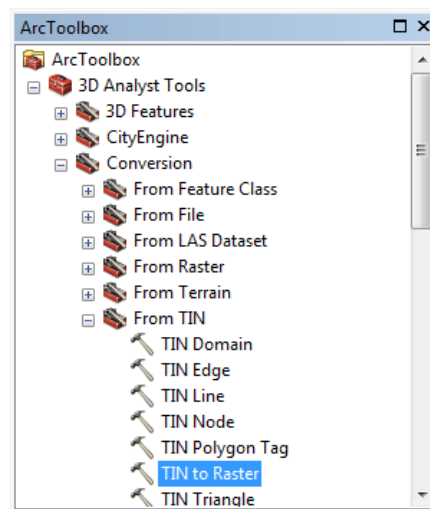 ArcToolbox
ArcToolbox
3D Analyst Tools
3D Features
CityEngine
Conversion
From Feature Class
From File
From LAS Dataset
From Raster
From Terrain
From TIN
TIN Domain
TIN Edge
TIN Line
TIN Node
TIN Polygon Tag
TIN to Raster
TIN Triangle